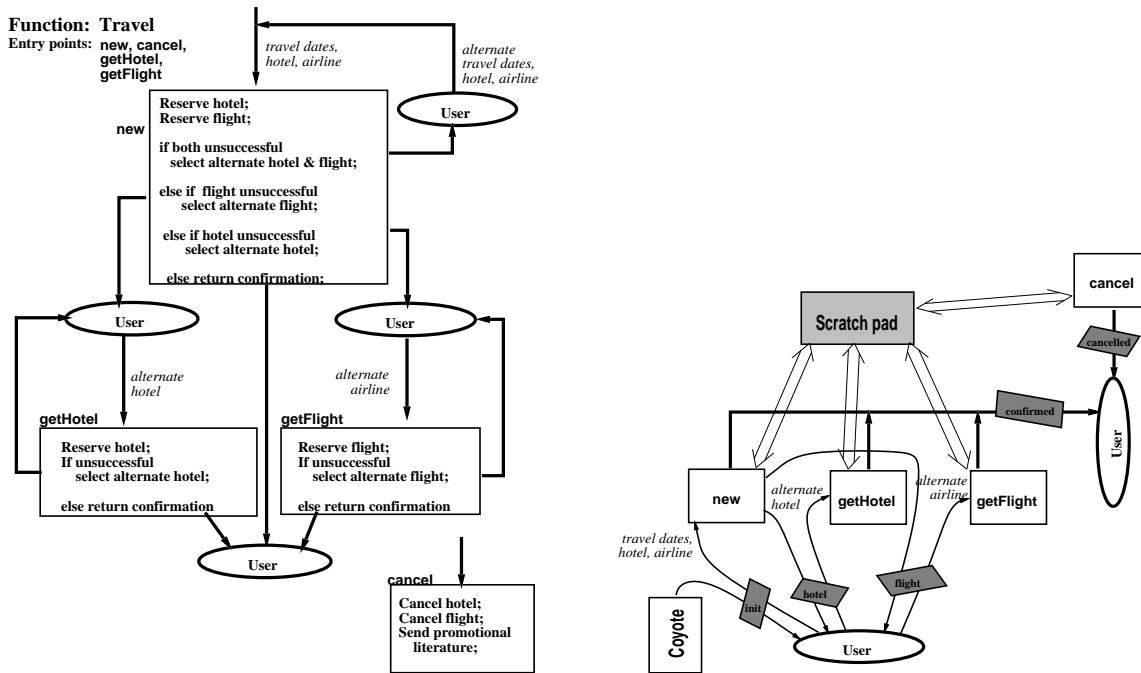 Function: Travel
Entry points: new, cancel,
getHotel,
getFlight
travel dates,
hotel, airline
alternate
travel dates,
hotel, airline
User
new
Reserve hotel;
Reserve flight;
if both unsuccessful
select alternate hotel & flight;
else if flight unsuccessful
select alternate flight;
else if hotel unsuccessful
select alternate hotel;
else return confirmation;
User
User
alternate
hotel
alternate
airline
getHotel
Reserve hotel;
If unsuccessful
select alternate hotel;
else return confirmation
getFlight
Reserve flight;
If unsuccessful
select alternate flight;
else return confirmation
User
cancel
Cancel hotel;
Cancel flight;
Send promotional
literature;
cancel
Scratch pad
cancelled
confirmed
User
new
alternate
hotel
getHotel
alternate
airline
getFlight
travel dates,
hotel, airline
init
hotel
flight
Coyote
User